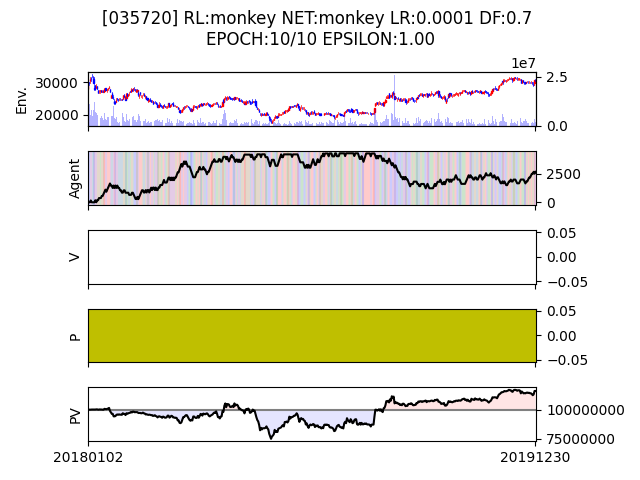 [035720] RL:monkey NET:monkey LR:0.0001 DF:0.7
EPOCH:10/10 EPSILON:1.00
1e7
Env.
30000
20000
2.5
0.0
Agent
2500
0
V
0.05
0.00
−0.05
P
0.05
0.00
−0.05
PV
100000000
75000000
20180102
20191230